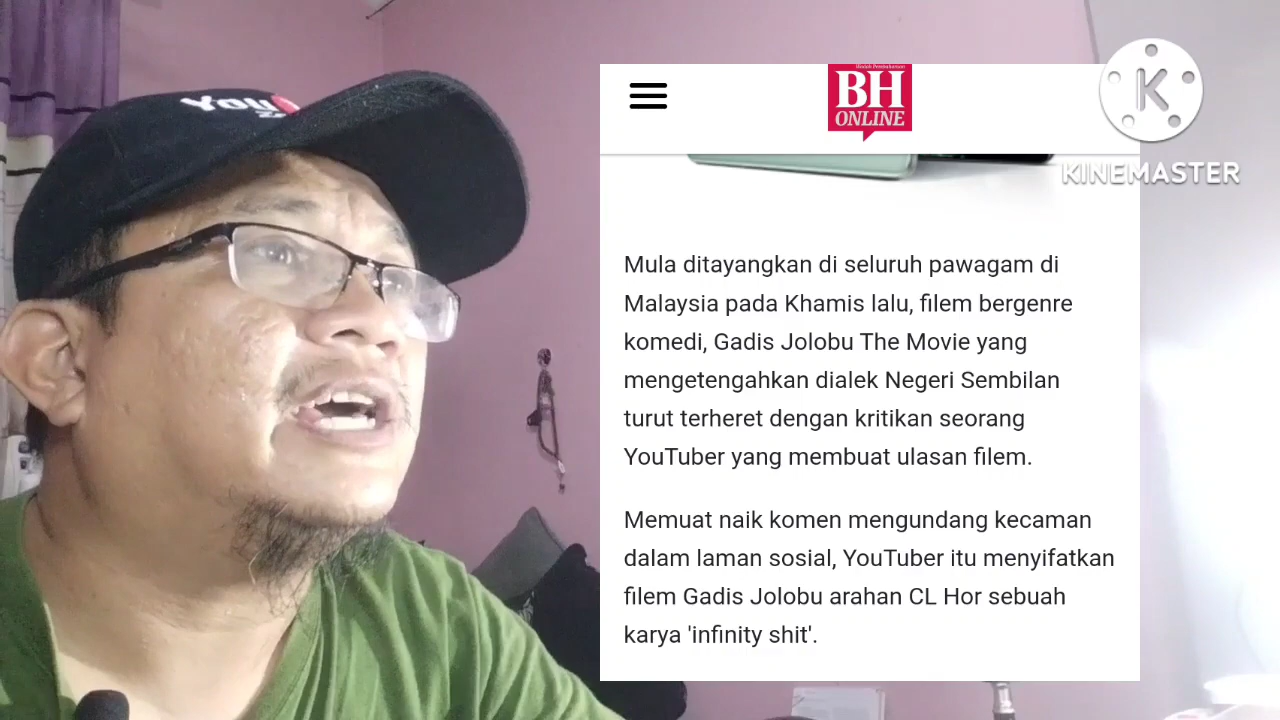 You
BH
ONLINE
KINEMASTER
Mula ditayangkan di seluruh pawagam di
Malaysia pada Khamis lalu, filem bergenre
komedi, Gadis Jolobu The Movie yang
mengetengahkan dialek Negeri Sembilan
turut terheret dengan kritikan seorang
YouTuber yang membuat ulasan filem.
Memuat naik komen mengundang kecaman
dalam laman sosial, YouTuber itu menyifatkan
filem Gadis Jolobu arahan CL Hor sebuah
karya 'infinity shit'.